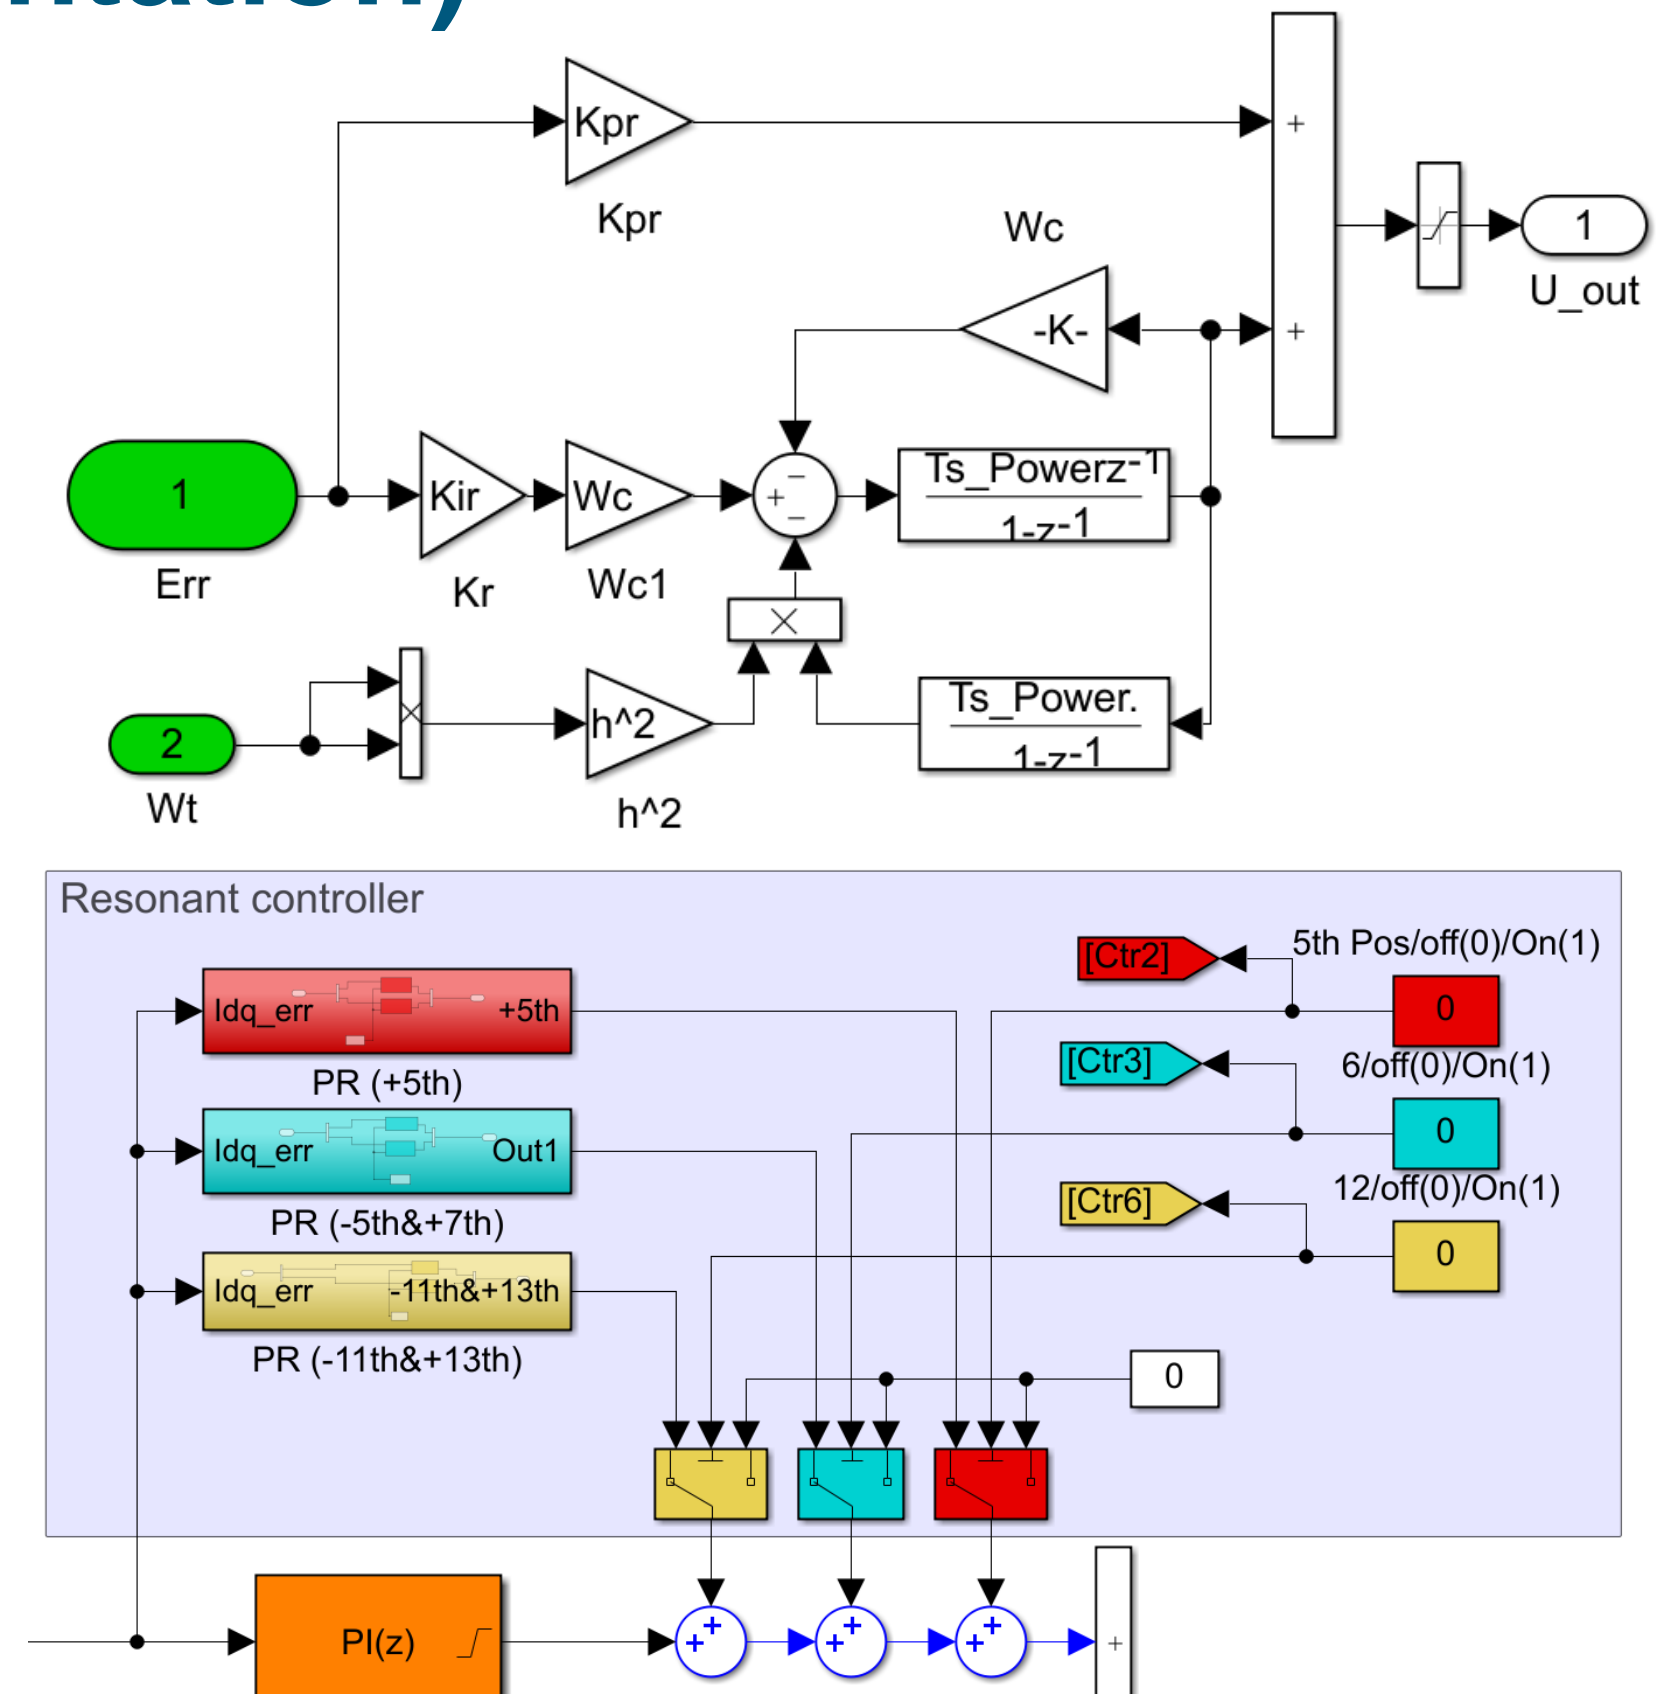 Kpr
+
Kpr
Wc
1
U_out
-K-
+
1
Err
Kir
Kr
Wc
Wc1
−
+
−
Ts_Powerz-1
1-z-1
×
2
Wt
×
h^2
h^2
Ts_Power.
1-z-1
Resonant controller
[Ctr2]
5th Pos/off(0)/On(1)
0
Idq_err
+5th
PR (+5th)
[Ctr3]
6/off(0)/On(1)
0
Idq_err
Out1
PR (-5th&+7th)
[Ctr6]
12/off(0)/On(1)
0
Idq_err
-11th&+13th
PR (-11th&+13th)
0
PI(z)
+ +
+ +
+ +
+